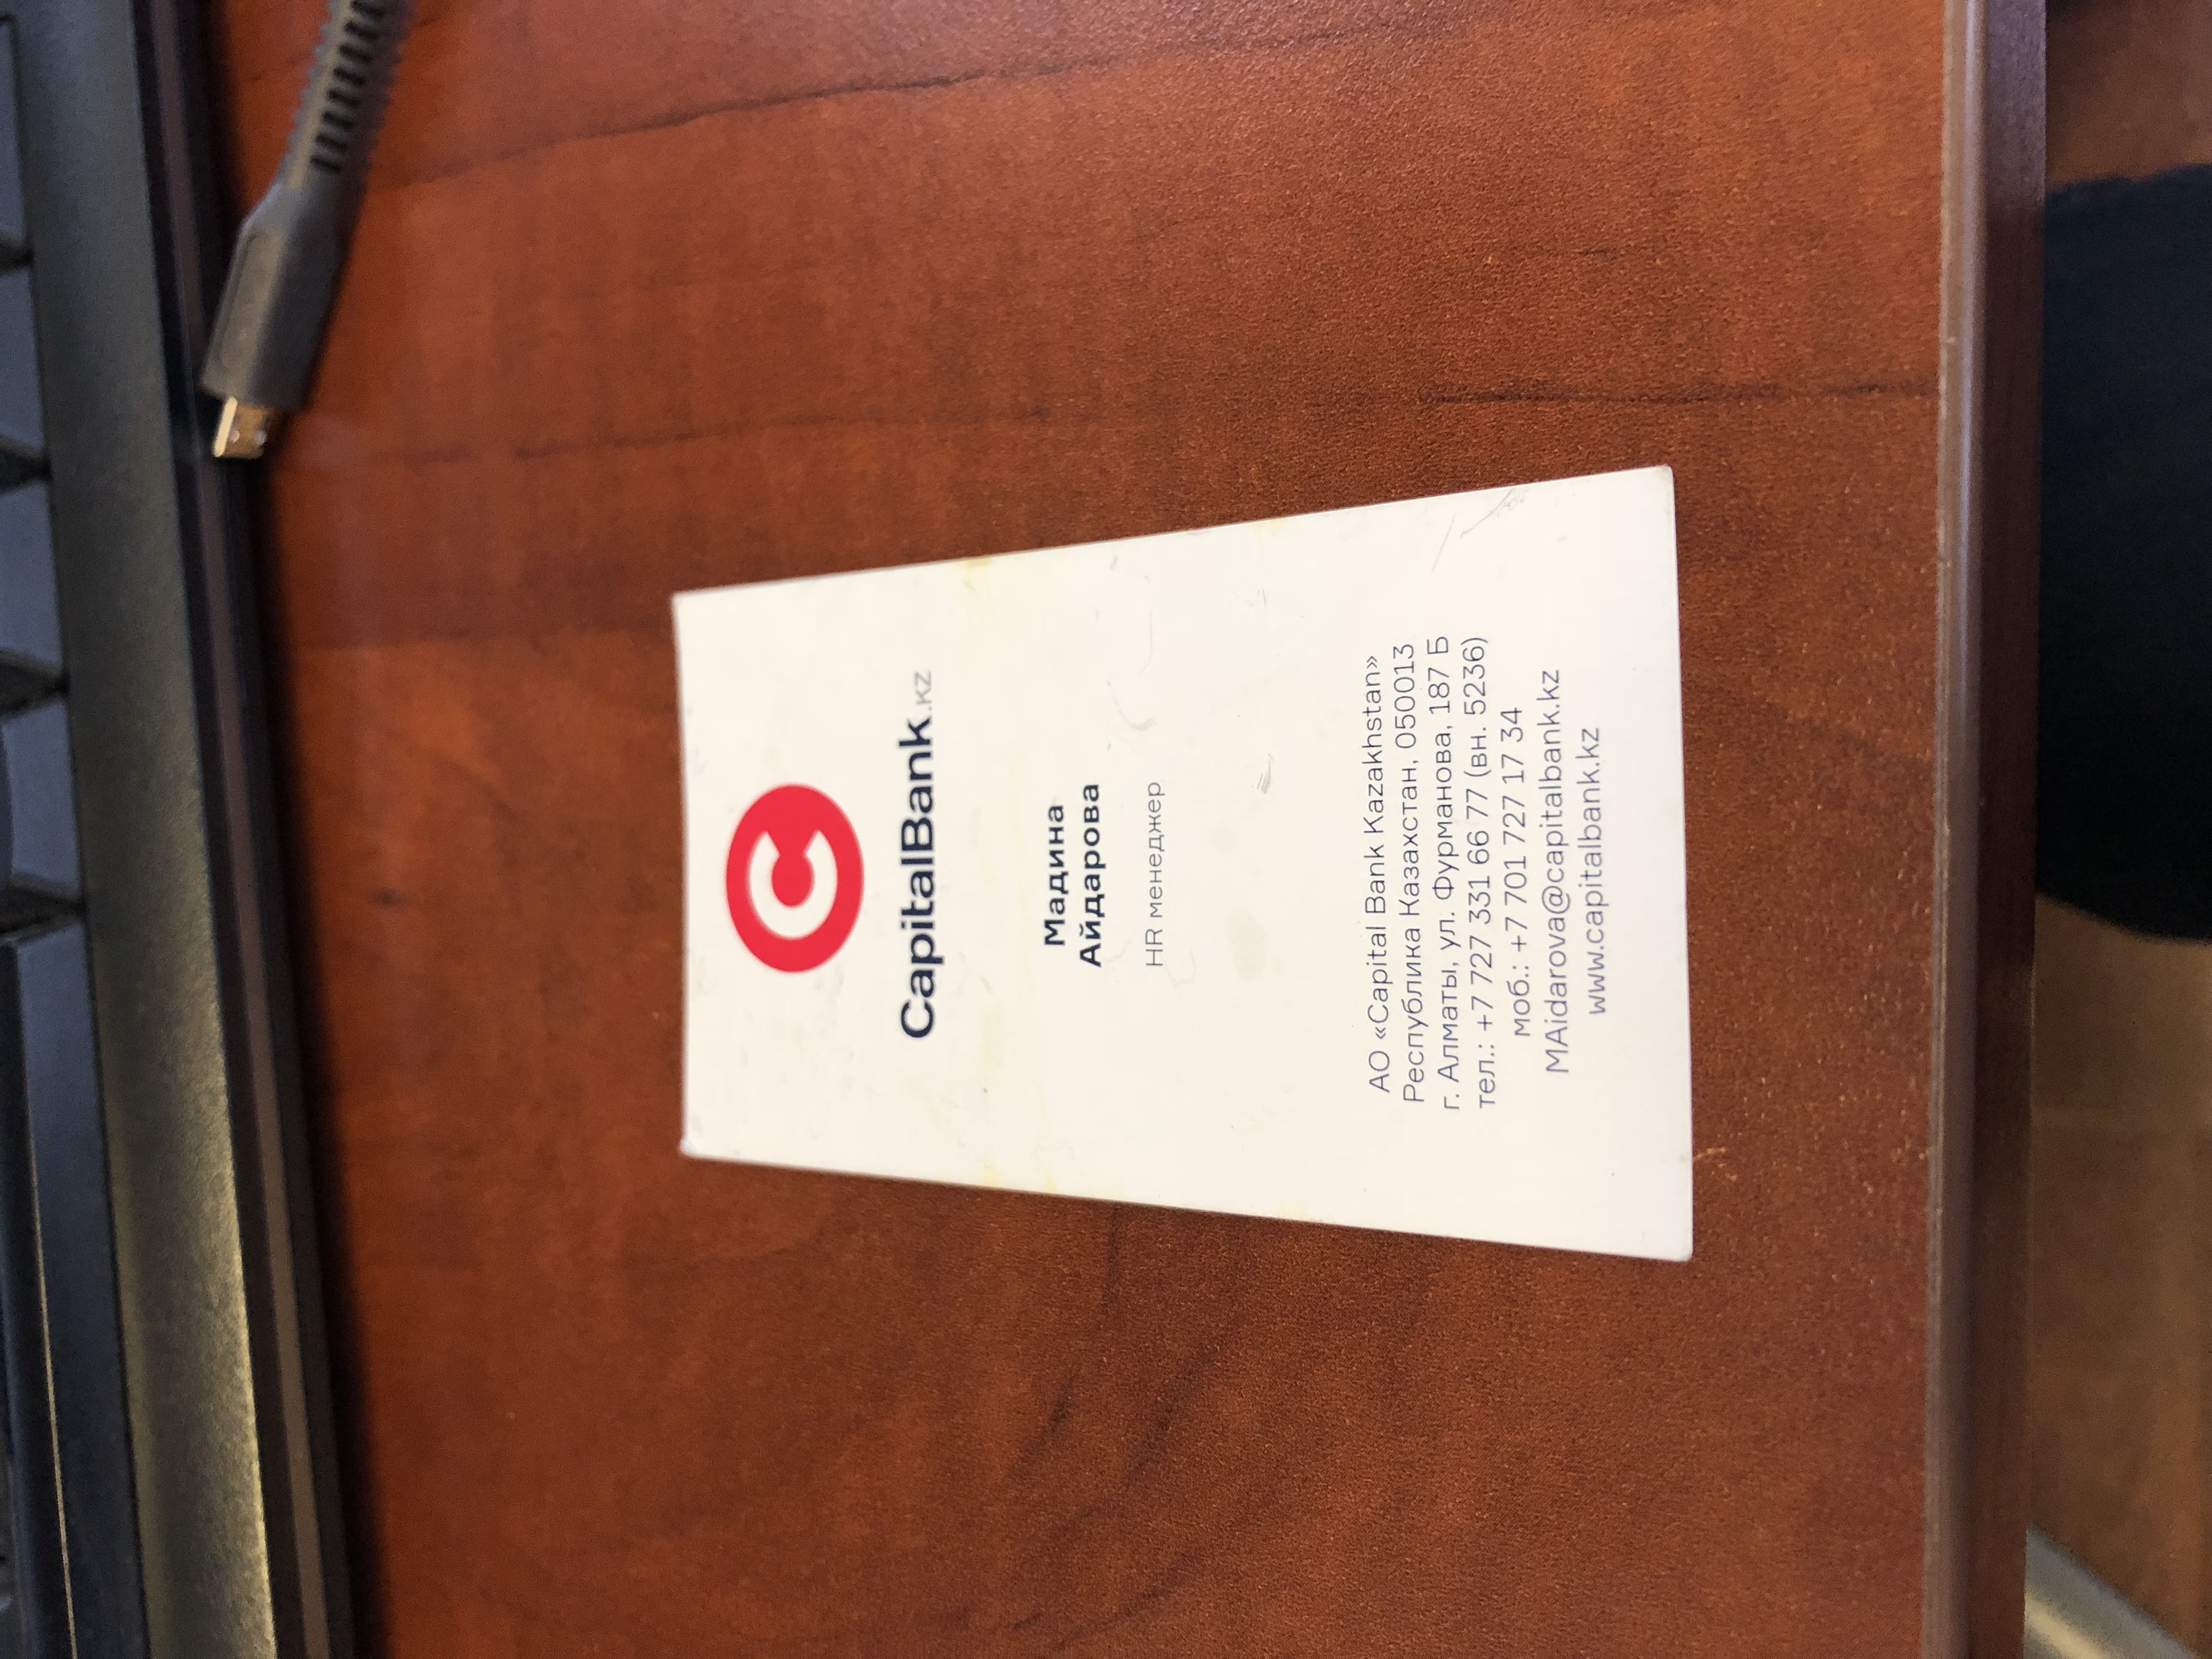 C
CapitalBank.kz
Мадина
Айдарова
HR менеджер
АО «Capital Bank Kazakhstan»
Республика Казахстан, 050013
г. Алматы, ул. Фурманова, 187 Б
тел.: +7 727 331 66 77 (вн. 5236)
моб.: +7 701 727 17 34
MAidarova@capitalbank.kz
www.capitalbank.kz